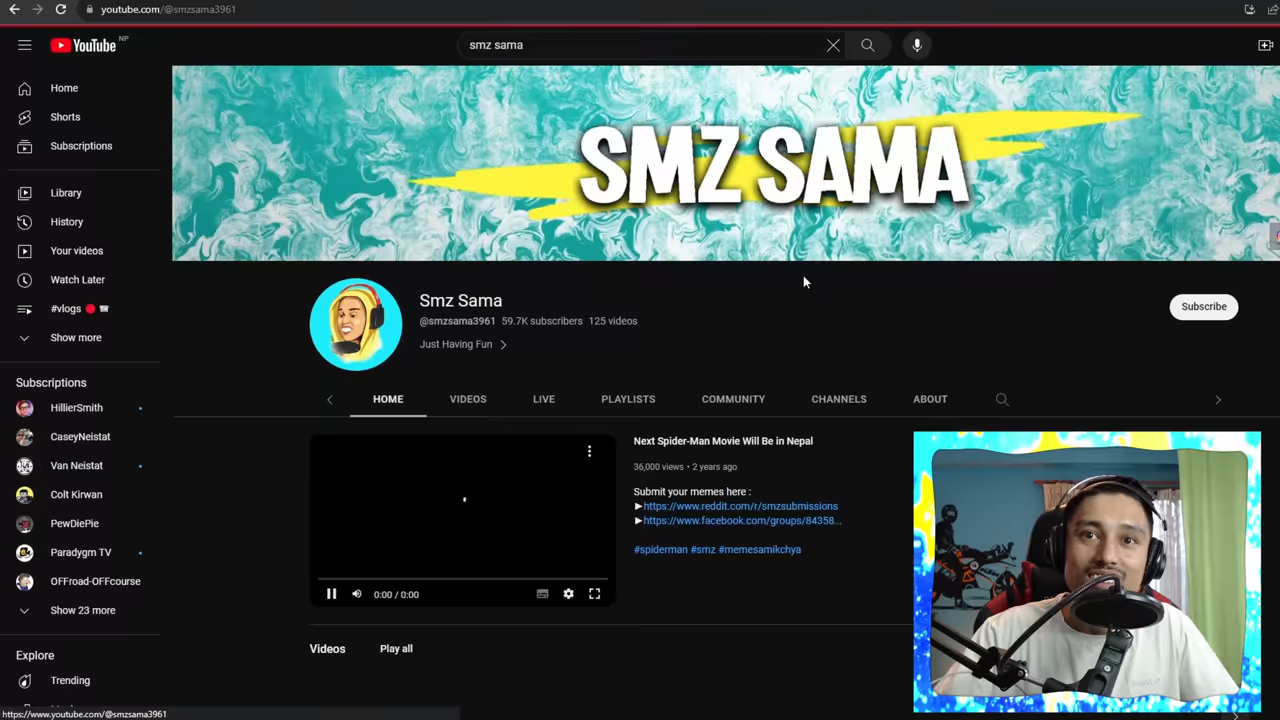 youtube.com/@smzsama3961
YouTube NP
smz sama
Home
Shorts
Subscriptions
Library
History
Your videos
Watch Later
#vlogs
Show more
Subscriptions
HillierSmith
CaseyNeistat
Van Neistat
Colt Kirwan
PewDiePie
Paradygm TV
OFFroad-OFFcourse
Show 23 more
Explore
Trending
https://www.youtube.com/@smzsama3961
SMZ SAMA
Smz Sama
@smzsama3961 59.7K subscribers 125 videos
Just Having Fun
Subscribe
HOME VIDEOS LIVE PLAYLISTS COMMUNITY CHANNELS ABOUT
0:00 / 0:00
Next Spider-Man Movie Will Be in Nepal
36,000 views • 2 years ago
Submit your memes here :
►https://www.reddit.com/r/smzsubmissions
►https://www.facebook.com/groups/84358...
#spiderman #smz #memesamikchya
Videos Play all